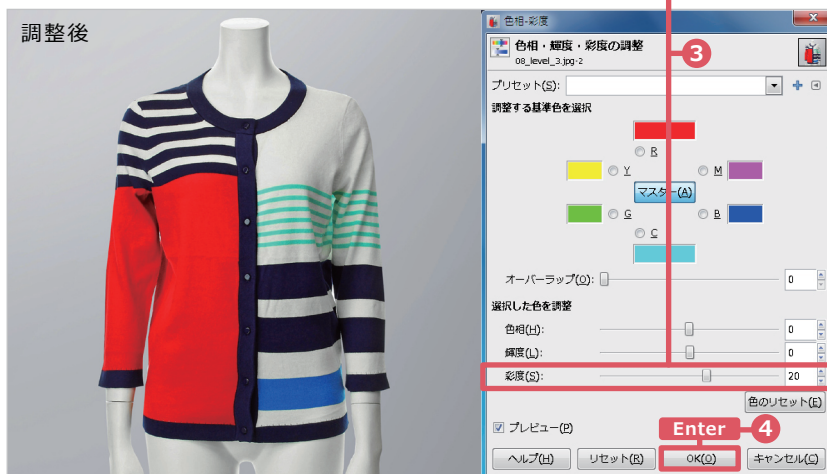 調整後
色相-彩度
色相・輝度・彩度の調整
08_level_3.jpg-2
3
プリセット(S):
調整する基準色を選択
R
Y
M
マスター(A)
G
B
C
オーバーラップ(O):
0
選択した色を調整
色相(H):
0
輝度(L):
0
彩度(S):
20
色のリセット(E)
プレビュー(P)
Enter
4
ヘルプ(H)
リセット(R)
OK(O)
キャンセル(C)